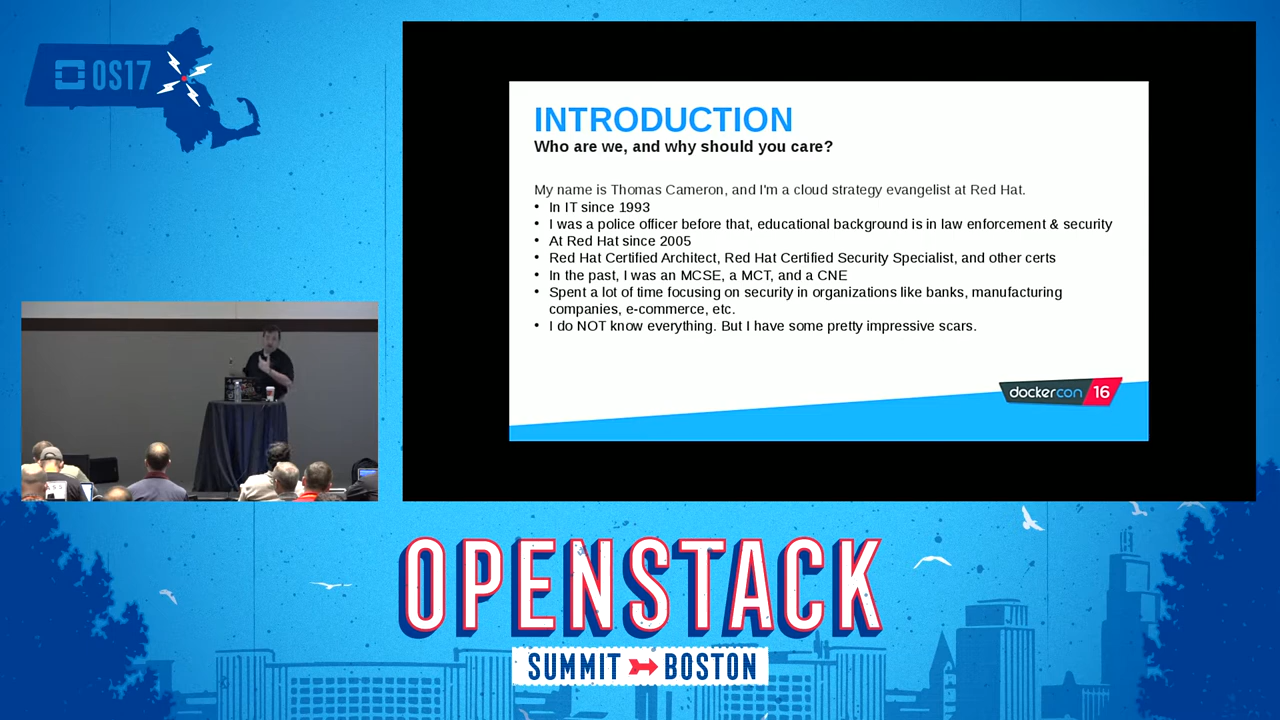 OS17
INTRODUCTION
Who are we, and why should you care?
My name is Thomas Cameron, and I'm a cloud strategy evangelist at Red Hat.
• In IT since 1993
• I was a police officer before that, educational background is in law enforcement & security
• At Red Hat since 2005
• Red Hat Certified Architect, Red Hat Certified Security Specialist, and other certs
• In the past, I was an MCSE, a MCT, and a CNE
• Spent a lot of time focusing on security in organizations like banks, manufacturing
companies, e-commerce, etc.
• I do NOT know everything. But I have some pretty impressive scars.
dockercon 16
OPENSTACK
SUMMIT BOSTON